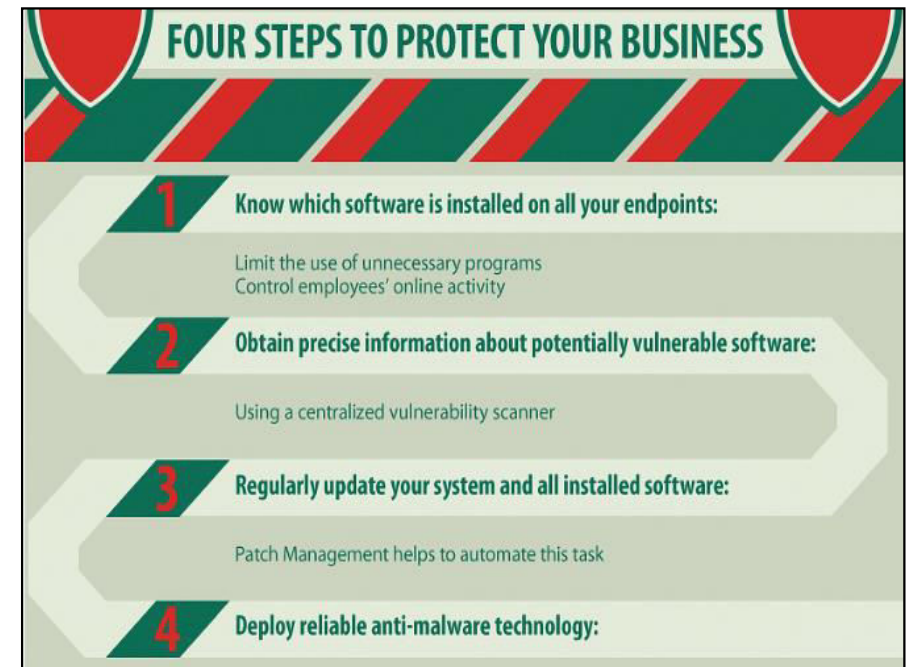 FOUR STEPS TO PROTECT YOUR BUSINESS
1
Know which software is installed on all your endpoints:
Limit the use of unnecessary programs
Control employees’ online activity
2
Obtain precise information about potentially vulnerable software:
Using a centralized vulnerability scanner
3
Regularly update your system and all installed software:
Patch Management helps to automate this task
4
Deploy reliable anti-malware technology: